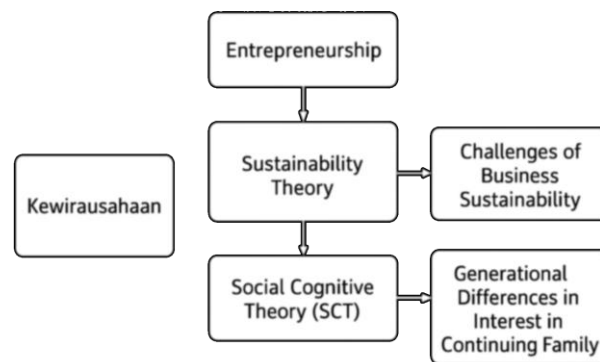 Entrepreneurship
Sustainability
Theory
Challenges of
Business
Sustainability
Kewirausahaan
Social Cognitive
Theory (SCT)
Generational
Differences in
Interest in
Continuing Family